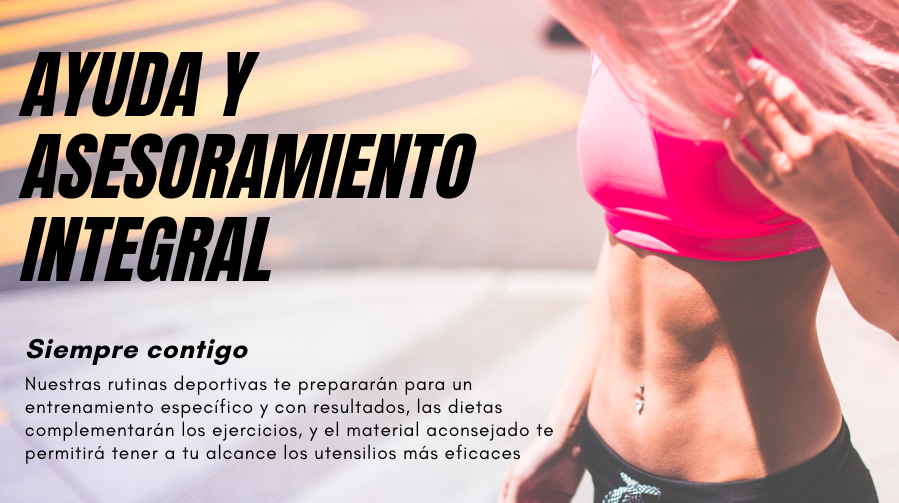 AYUDA Y
ASESORAMIENTO
INTEGRAL
Siempre contigo
Nuestras rutinas deportivas te prepararán para un
entrenamiento específico y con resultados, las dietas
complementarán los ejercicios, y el material aconsejado te
permitirá tener a tu alcance los utensilios más eficaces